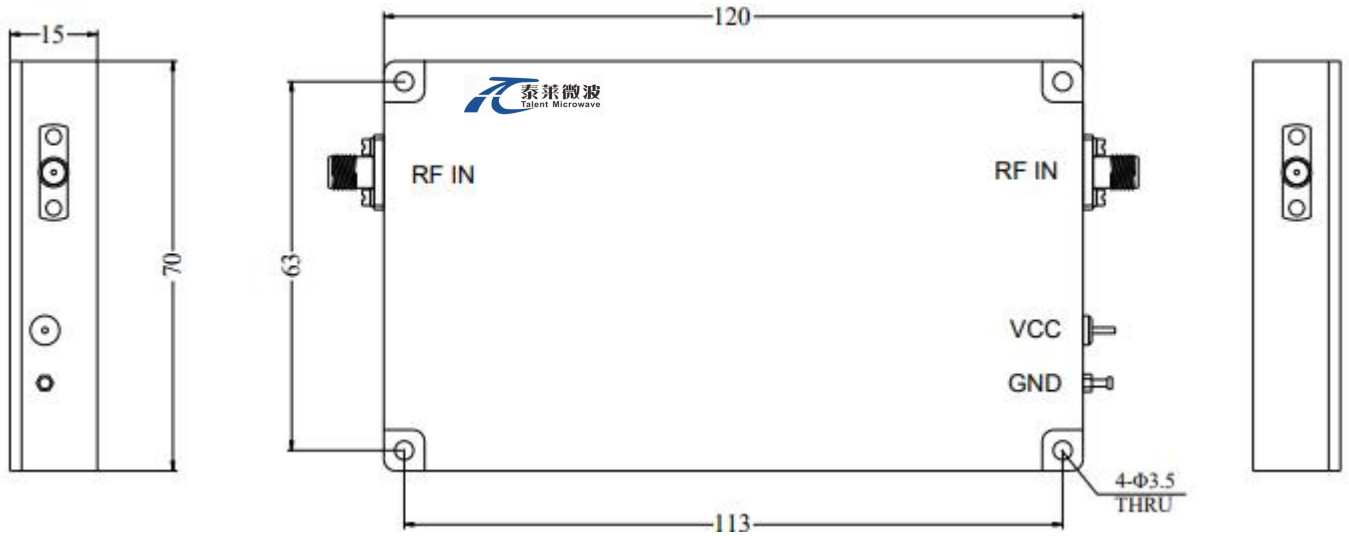 15
120
泰莱微波
Talent Microwave
RF IN
RF IN
70
63
VCC
GND
4-Φ3.5
THRU
113